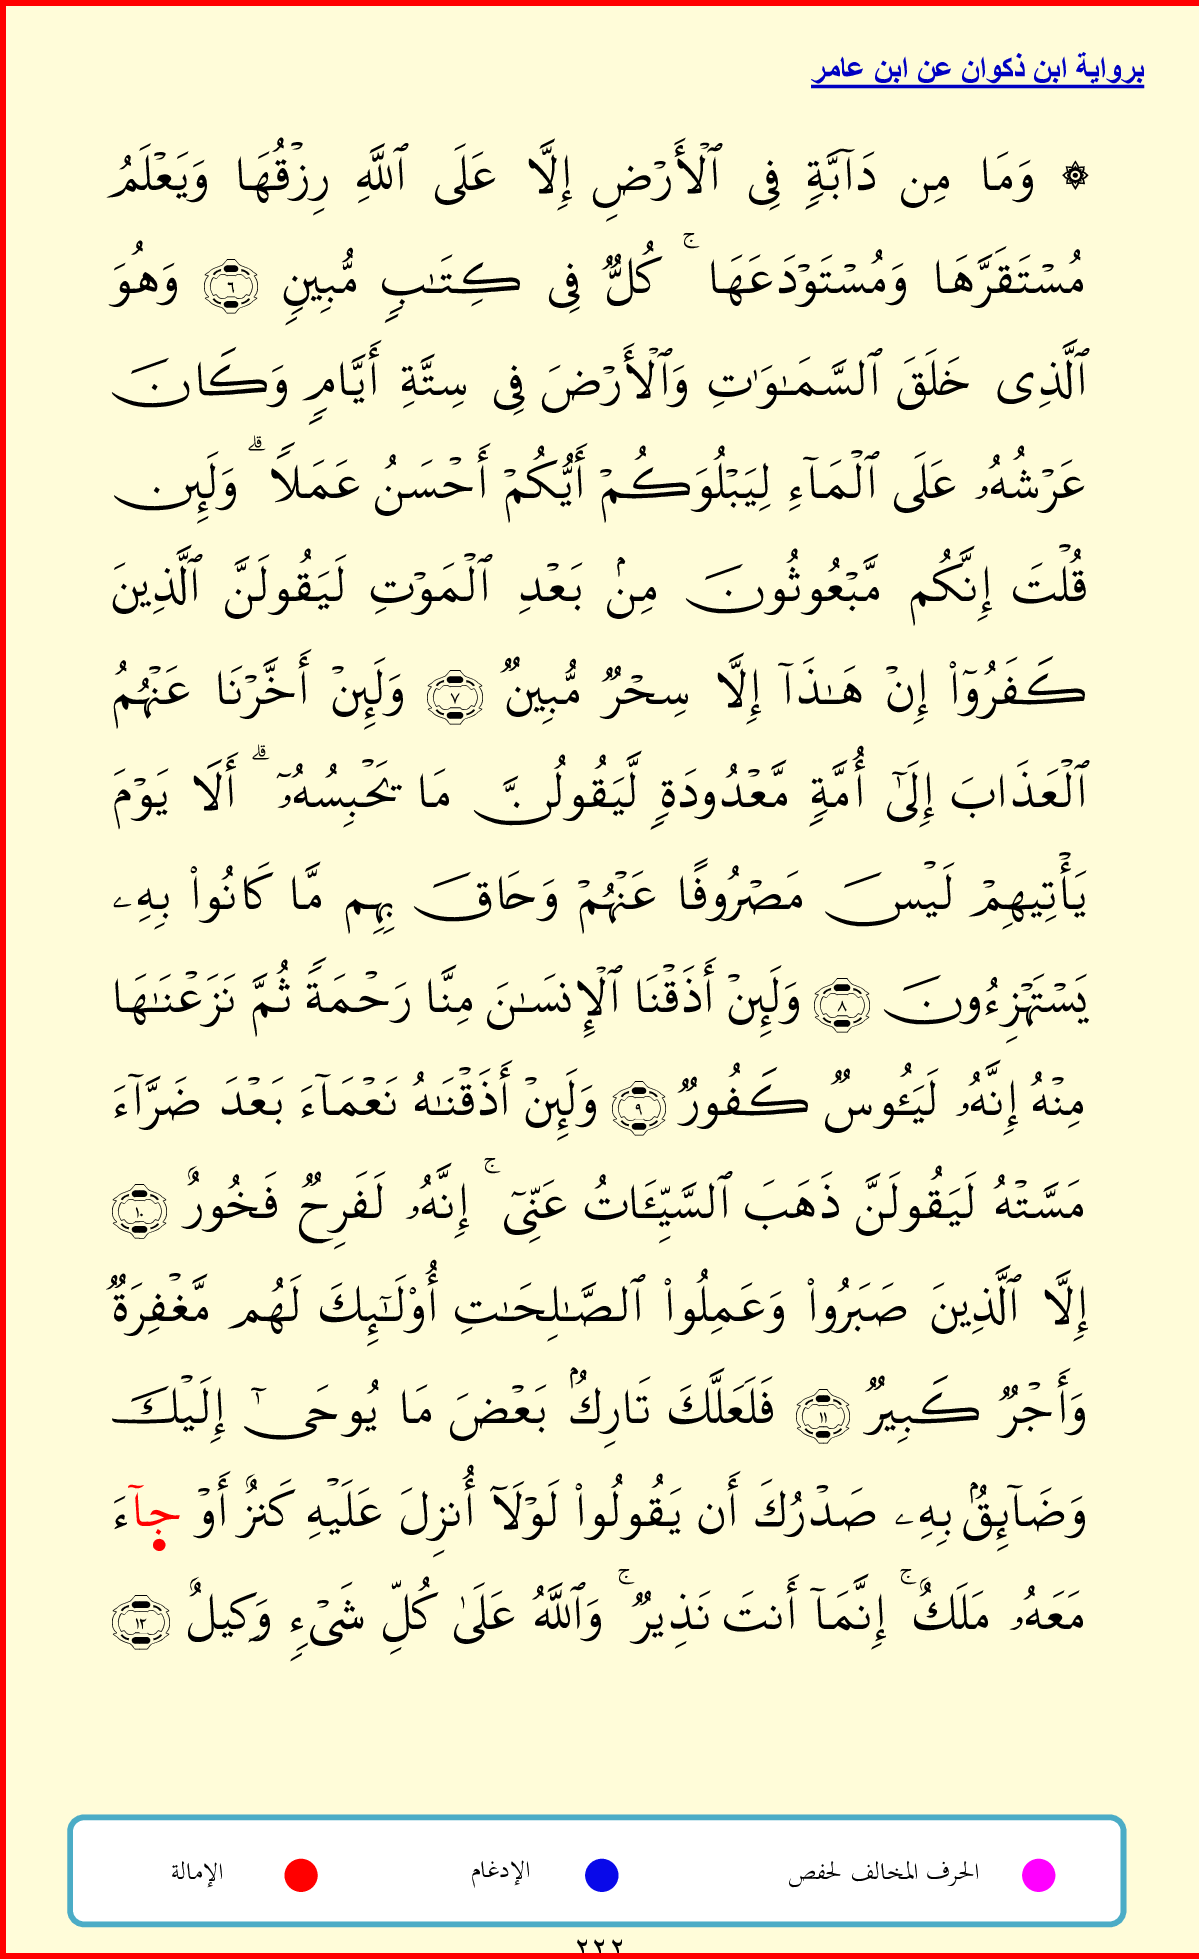 برواية ابن ذكوان عن ابن عامر
۞ وَمَا مِن دَآبَّةٍۢ فِى ٱلْأَرْضِ إِلَّا عَلَى ٱللَّهِ رِزْقُهَا وَيَعْلَمُ
مُسْتَقَرَّهَا وَمُسْتَوْدَعَهَا ۚ كُلٌّۭ فِى كِتَـٰبٍۢ مُّبِينٍۢ ٦ وَهُوَ
ٱلَّذِى خَلَقَ ٱلسَّمَـٰوَٰتِ وَٱلْأَرْضَ فِى سِتَّةِ أَيَّامٍۢ وَكَانَ
عَرْشُهُۥ عَلَى ٱلْمَآءِ لِيَبْلُوَكُمْ أَيُّكُمْ أَحْسَنُ عَمَلًۭا ۗ وَلَئِن
قُلْتَ إِنَّكُم مَّبْعُوثُونَ مِنۢ بَعْدِ ٱلْمَوْتِ لَيَقُولَنَّ ٱلَّذِينَ
كَفَرُوٓا۟ إِنْ هَـٰذَآ إِلَّا سِحْرٌۭ مُّبِينٌۭ ٧ وَلَئِنْ أَخَّرْنَا عَنْهُمُ
ٱلْعَذَابَ إِلَىٰٓ أُمَّةٍۢ مَّعْدُودَةٍۢ لَّيَقُولُنَّ مَا يَحْبِسُهُۥٓ ۗ أَلَا يَوْمَ
يَأْتِيهِمْ لَيْسَ مَصْرُوفًا عَنْهُمْ وَحَاقَ بِهِم مَّا كَانُوا۟ بِهِۦ
يَسْتَهْزِءُونَ ٨ وَلَئِنْ أَذَقْنَا ٱلْإِنسَـٰنَ مِنَّا رَحْمَةًۭ ثُمَّ نَزَعْنَـٰهَا
مِنْهُ إِنَّهُۥ لَيَـُٔوسٌۭ كَفُورٌۭ ٩ وَلَئِنْ أَذَقْنَـٰهُ نَعْمَآءَ بَعْدَ ضَرَّآءَ
مَسَّتْهُ لَيَقُولَنَّ ذَهَبَ ٱلسَّيِّـَٔاتُ عَنِّىٓ ۚ إِنَّهُۥ لَفَرِحٌۭ فَخُورٌ ١٠
إِلَّا ٱلَّذِينَ صَبَرُوا۟ وَعَمِلُوا۟ ٱلصَّـٰلِحَـٰتِ أُو۟لَـٰٓئِكَ لَهُم مَّغْفِرَةٌۭ
وَأَجْرٌۭ كَبِيرٌۭ ١١ فَلَعَلَّكَ تَارِكٌۢ بَعْضَ مَا يُوحَىٰٓ إِلَيْكَ
وَضَآئِقٌۢ بِهِۦ صَدْرُكَ أَن يَقُولُوا۟ لَوْلَآ أُنزِلَ عَلَيْهِ كَنزٌ أَوْ جِآءَ
مَعَهُۥ مَلَكٌ ۚ إِنَّمَآ أَنتَ نَذِيرٌۭ ۚ وَٱللَّهُ عَلَىٰ كُلِّ شَىْءٍۢ وَكِيلٌ ١٢
الحرف المخالف لحفص الإدغام الإمالة
٢٢٢